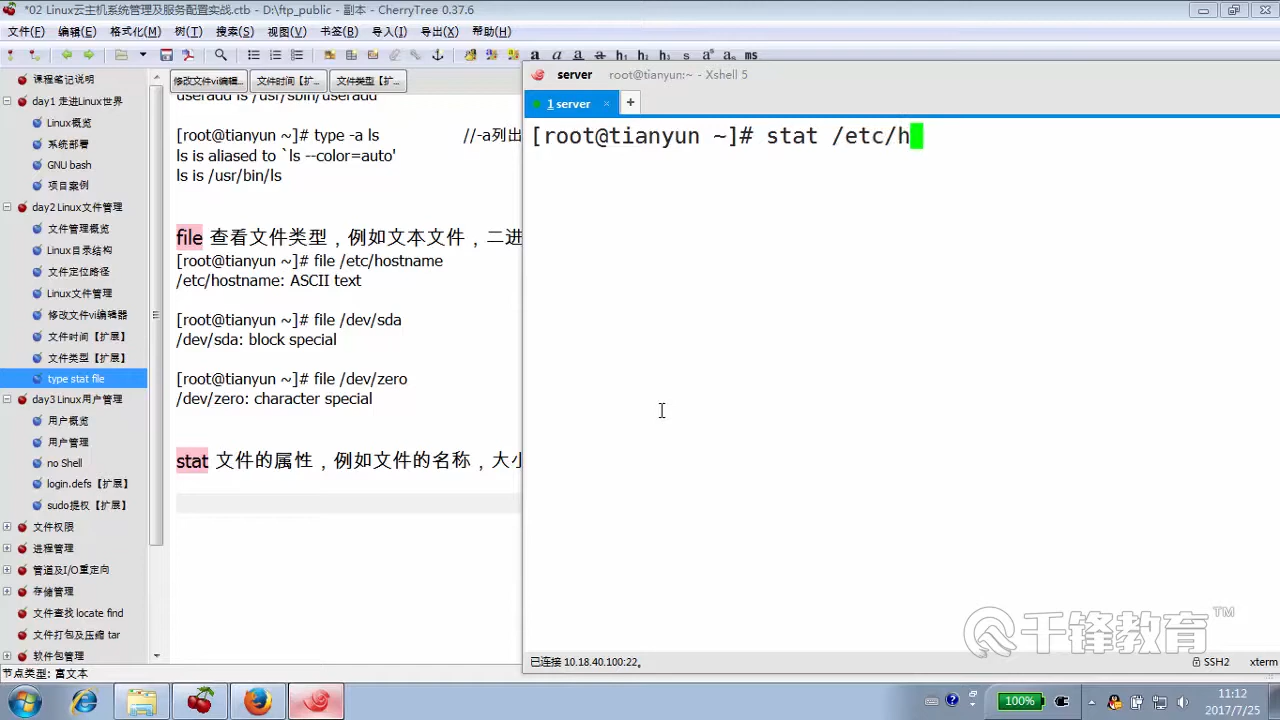 *02 Linux云主机系统管理及服务配置实战.ctb - D:\ftp_public - 副本 - CherryTree 0.37.6
文件(F) 编辑(E) 格式化(M) 树(T) 搜索(S) 视图(V) 书签(B) 导入(I) 导出(X) 帮助(H)
课程笔记说明
day1 走进Linux世界
Linux概览
系统部署
GNU bash
项目案例
day2 Linux文件管理
文件管理概览
Linux目录结构
文件定位路径
Linux文件管理
修改文件vi编辑器
文件时间【扩展】
文件类型【扩展】
type stat file
day3 Linux用户管理
用户概览
用户管理
no Shell
login.defs【扩展】
sudo提权【扩展】
文件权限
进程管理
管道及I/O重定向
存储管理
文件查找 locate find
文件打包及压缩 tar
软件包管理
节点类型: 富文本
修改文件vi编辑... 文件时间【扩... 文件类型【扩...
useradd is /usr/sbin/useradd
[root@tianyun ~]# type -a ls //-a列出
ls is aliased to `ls --color=auto'
ls is /usr/bin/ls
file 查看文件类型，例如文本文件，二进
[root@tianyun ~]# file /etc/hostname
/etc/hostname: ASCII text
[root@tianyun ~]# file /dev/sda
/dev/sda: block special
[root@tianyun ~]# file /dev/zero
/dev/zero: character special
stat 文件的属性，例如文件的名称，大小
server root@tianyun:~ - Xshell 5
1 server × +
[root@tianyun ~]# stat /etc/h
千锋教育 TM
已连接 10.18.40.100:22。 SSH2 xterm
100% 11:12
2017/7/25